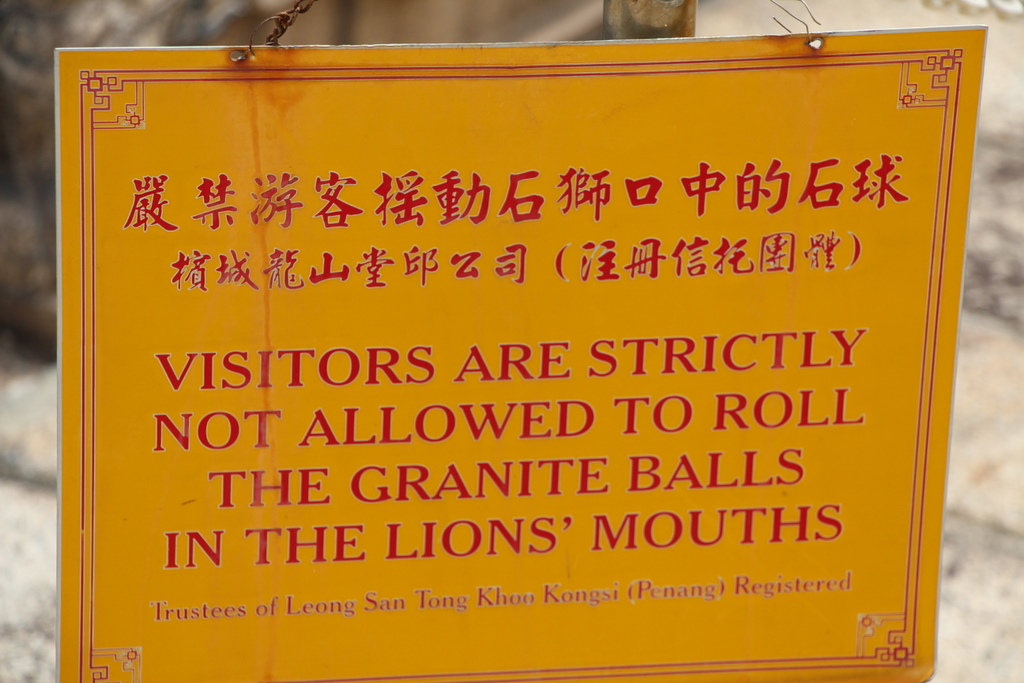 嚴禁游客摇動石獅口中的石球
檳城龍山堂邱公司（注冊信托團體）
VISITORS ARE STRICTLY
NOT ALLOWED TO ROLL
THE GRANITE BALLS
IN THE LIONS' MOUTHS
Trustees of Leong San Tong Khoo Kongsi (Penang) Registered